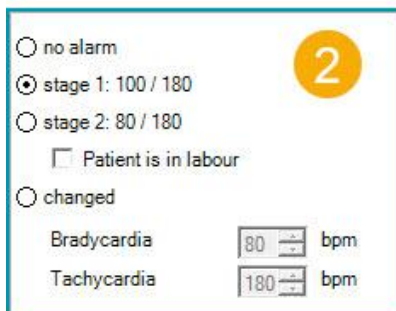 no alarm
2
stage 1: 100 / 180
stage 2: 80 / 180
Patient is in labour
changed
Bradycardia 80 bpm
Tachycardia 180 bpm